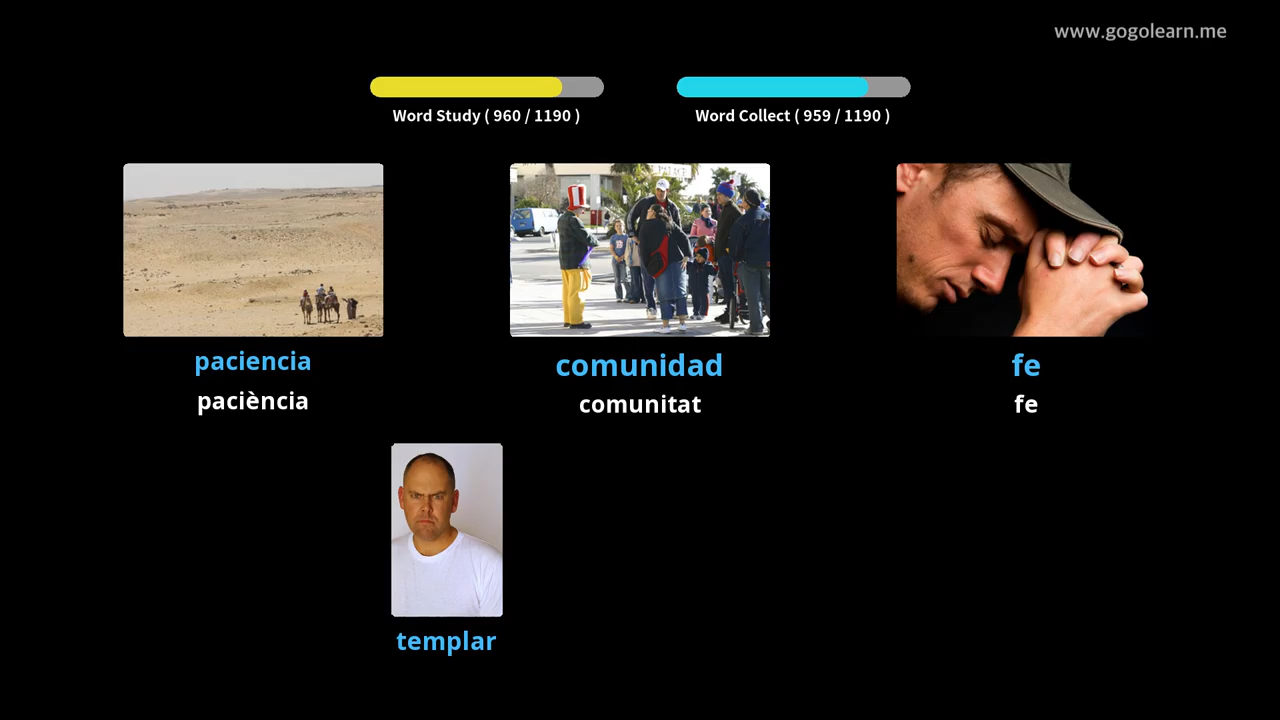 www.gogolearn.me
Word Study ( 960 / 1190 )
Word Collect ( 959 / 1190 )
paciencia
paciència
comunidad
comunitat
fe
fe
templar